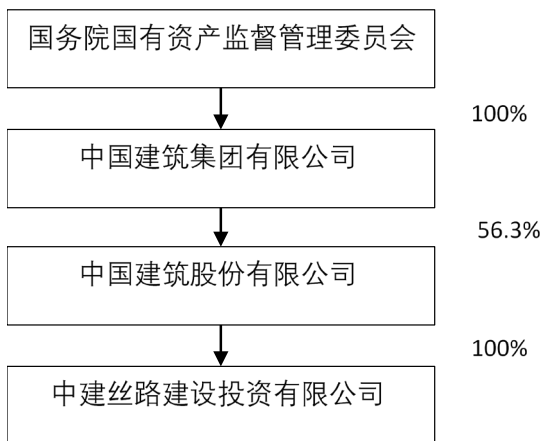 国务院国有资产监督管理委员会
100%
中国建筑集团有限公司
56.3%
中国建筑股份有限公司
100%
中建丝路建设投资有限公司